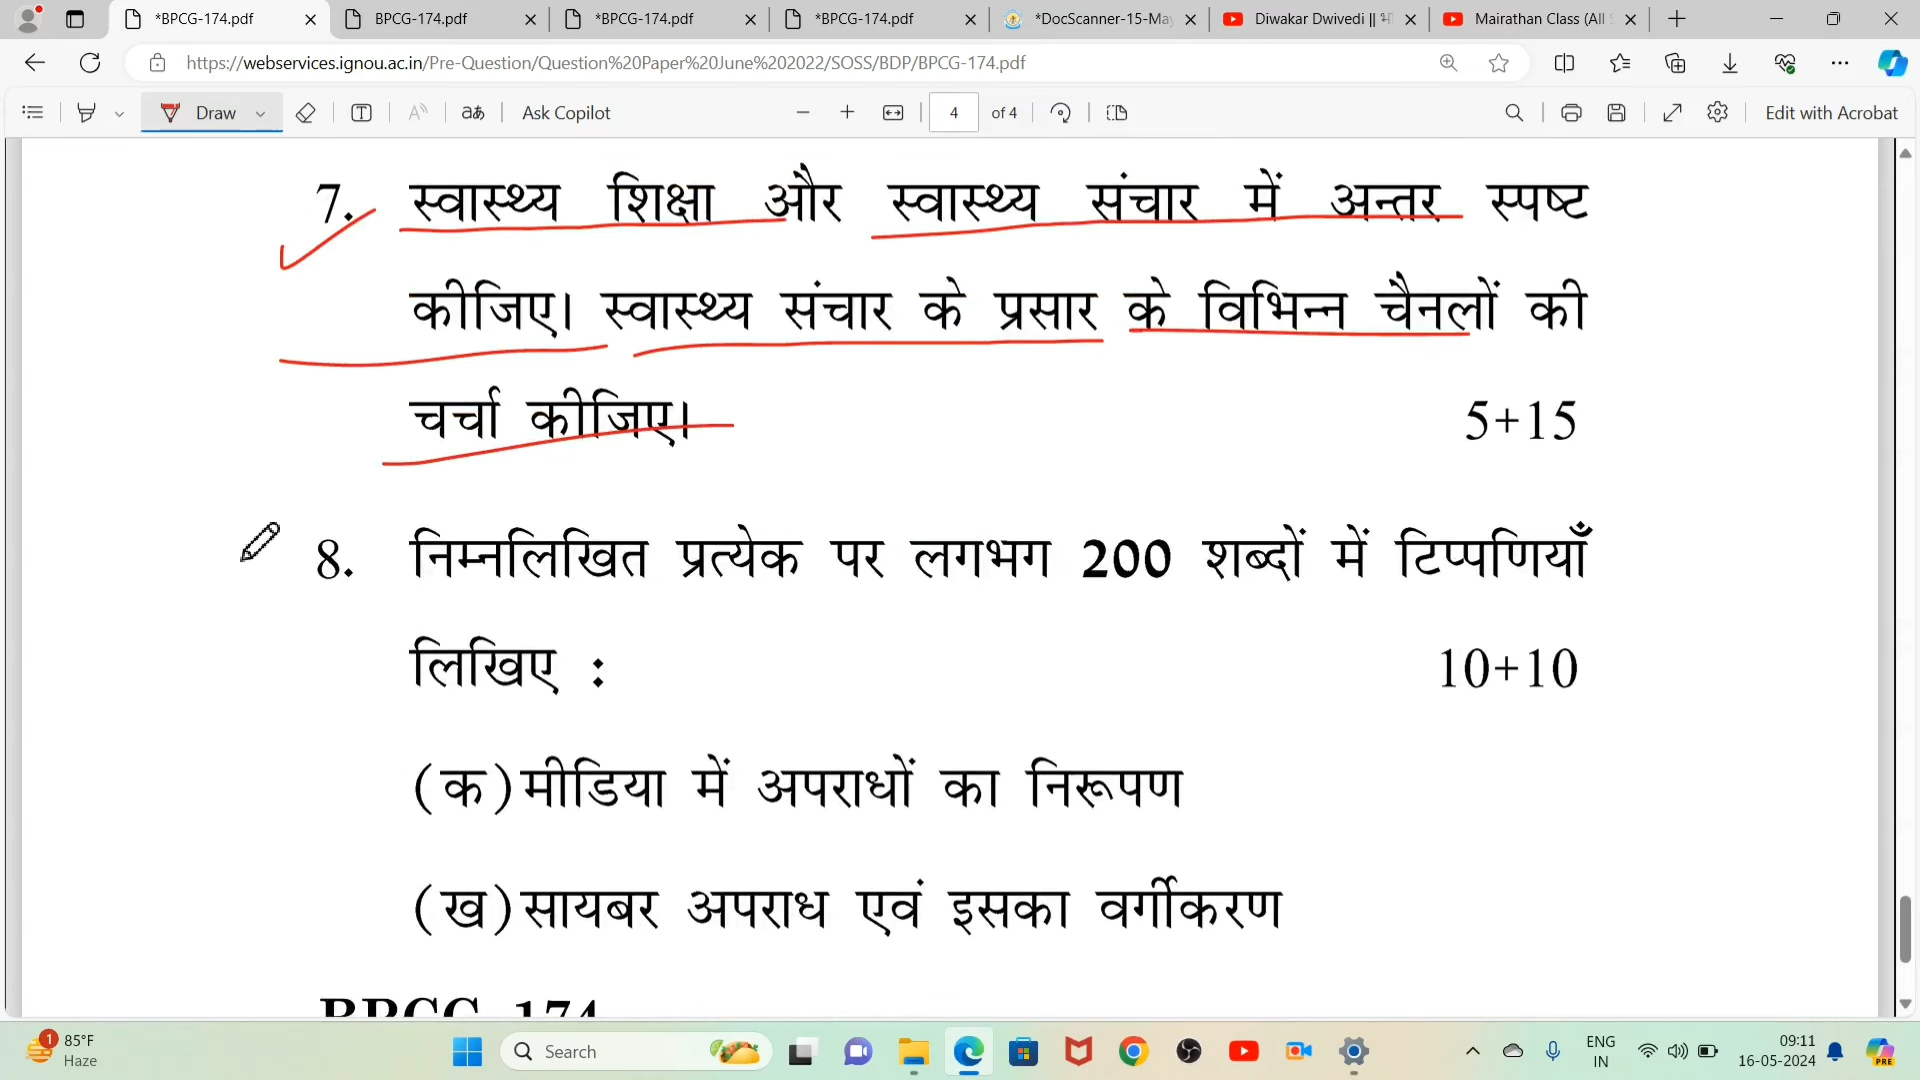 *BPCG-174.pdf
BPCG-174.pdf
*BPCG-174.pdf
*BPCG-174.pdf
*DocScanner-15-May
Diwakar Dwivedi ||
Mairathan Class (All
https://webservices.ignou.ac.in/Pre-Question/Question%20Paper%20June%202022/SOSS/BDP/BPCG-174.pdf
Draw
Ask Copilot
4 of 4
Edit with Acrobat
7. स्वास्थ्य शिक्षा और स्वास्थ्य संचार में अन्तर स्पष्ट
कीजिए। स्वास्थ्य संचार के प्रसार के विभिन्न चैनलों की
चर्चा कीजिए। 5+15
8. निम्नलिखित प्रत्येक पर लगभग 200 शब्दों में टिप्पणियाँ
लिखिए : 10+10
(क) मीडिया में अपराधों का निरूपण
(ख) सायबर अपराध एवं इसका वर्गीकरण
BPCG-174
1
85°F
Haze
Search
ENG
IN
09:11
16-05-2024
PRE